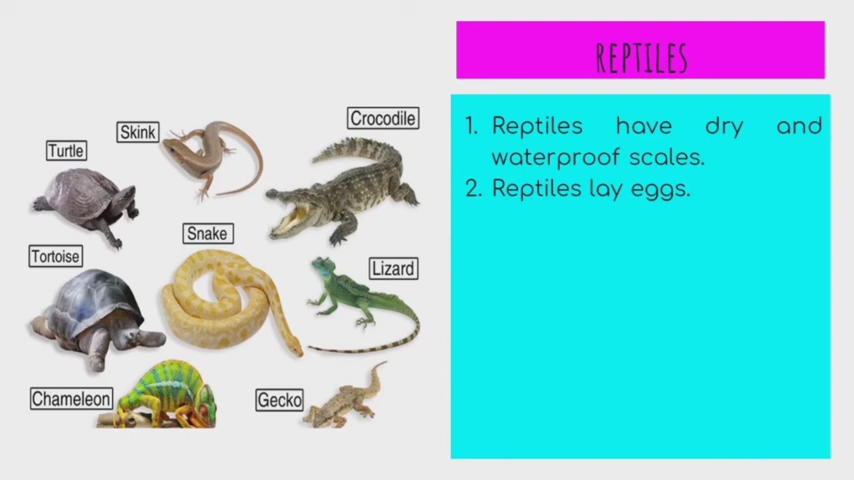 REPTILES
Skink
Crocodile
Turtle
Snake
Tortoise
Lizard
Chameleon
Gecko
1. Reptiles have dry and
waterproof scales.
2. Reptiles lay eggs.